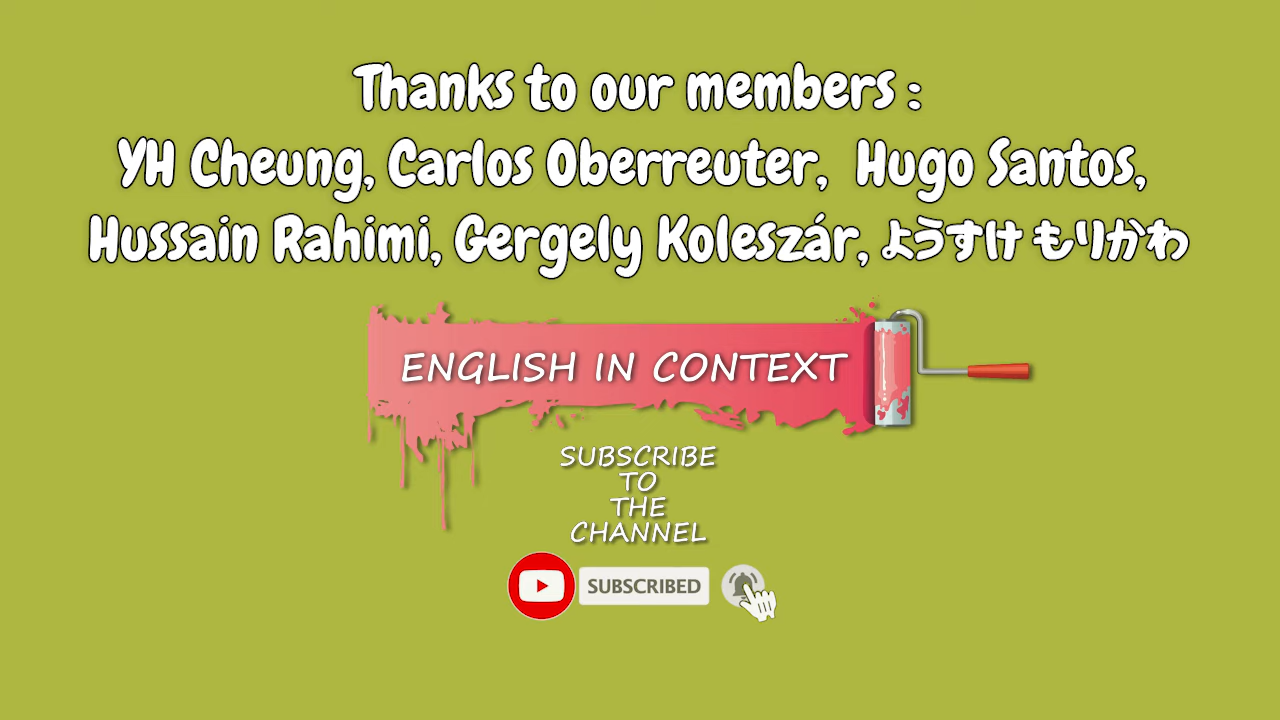 Thanks to our members :
YH Cheung, Carlos Oberreuter, Hugo Santos,
Hussain Rahimi, Gergely Koleszár, ようすけ もりかわ
ENGLISH IN CONTEXT
SUBSCRIBE
TO
THE
CHANNEL
SUBSCRIBED